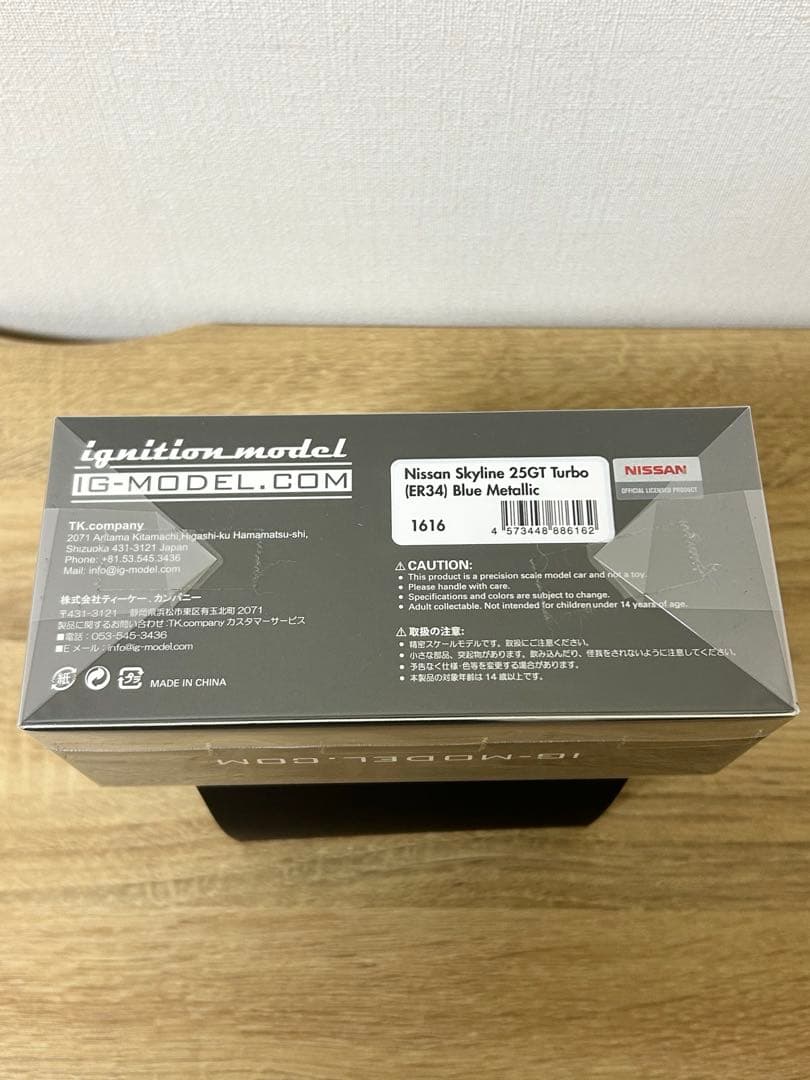 ignition model
IG-MODEL.COM
TK.company
2071 Aritama Kitamachi,Higashi-ku Hamamatsu-shi,
Shizuoka 431-3121 Japan
Phone: +81.53.545.3436
Mail: info@ig-model.com
株式会社ティーケー.カンパニー
〒431-3121 静岡県浜松市東区有玉北町 2071
製品に関するお問い合わせ:TK.company カスタマーサービス
■電話:053-545-3436
■E メール:info@ig-model.com
紙 プラ MADE IN CHINA
Nissan Skyline 25GT Turbo
(ER34) Blue Metallic
1616
4 573448 886162
NISSAN
OFFICIAL LICENSED PRODUCT
⚠CAUTION:
• This product is a precision scale model car and not a toy.
• Please handle with care.
• Specifications and colors are subject to change.
• Adult collectable. Not intended for children under 14 years of age.
⚠取扱の注意:
• 精密スケールモデルです。取扱にご注意ください。
• 小さな部品、突起物があります。飲み込んだり、怪我をされないように注意してください。
• 予告なく仕様・色等を変更する場合があります。
• 本製品の対象年齢は 14 歳以上です。
IG-MODEL.COM